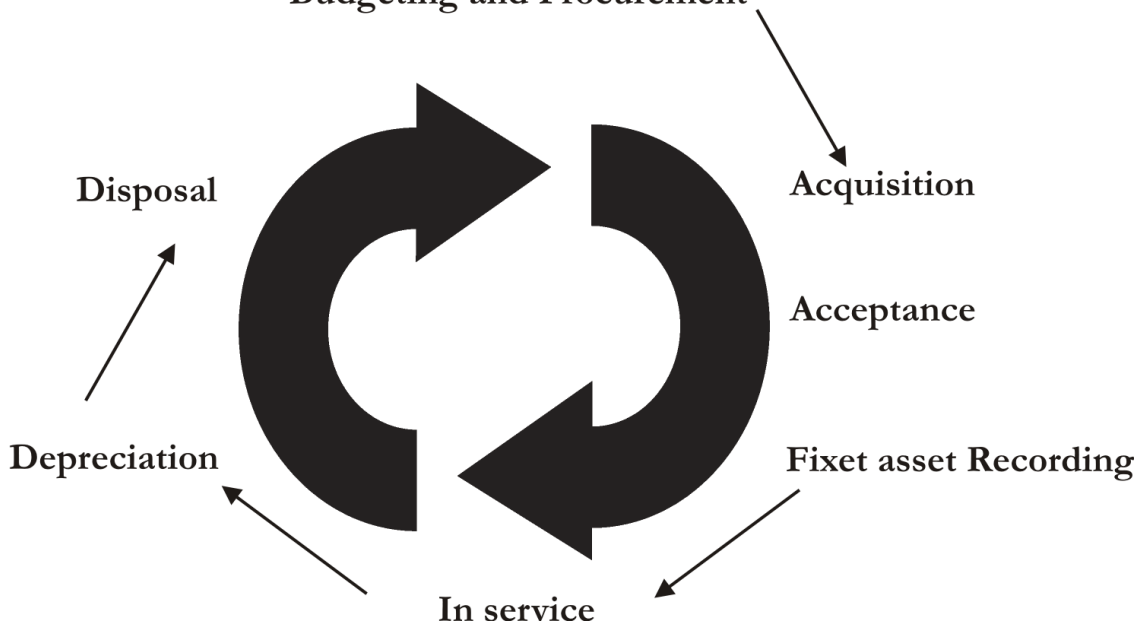 Budgeting and Procurement
Disposal
Acquisition
Acceptance
Depreciation
Fixet asset Recording
In service